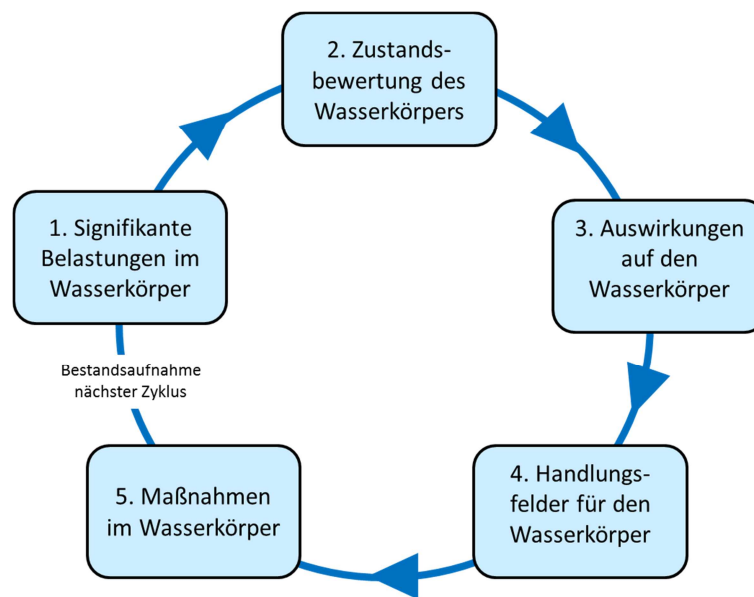 2. Zustands-
bewertung des
Wasserkörpers
1. Signifikante
Belastungen im
Wasserkörper
3. Auswirkungen
auf den
Wasserkörper
Bestandsaufnahme
nächster Zyklus
5. Maßnahmen
im Wasserkörper
4. Handlungs-
felder für den
Wasserkörper